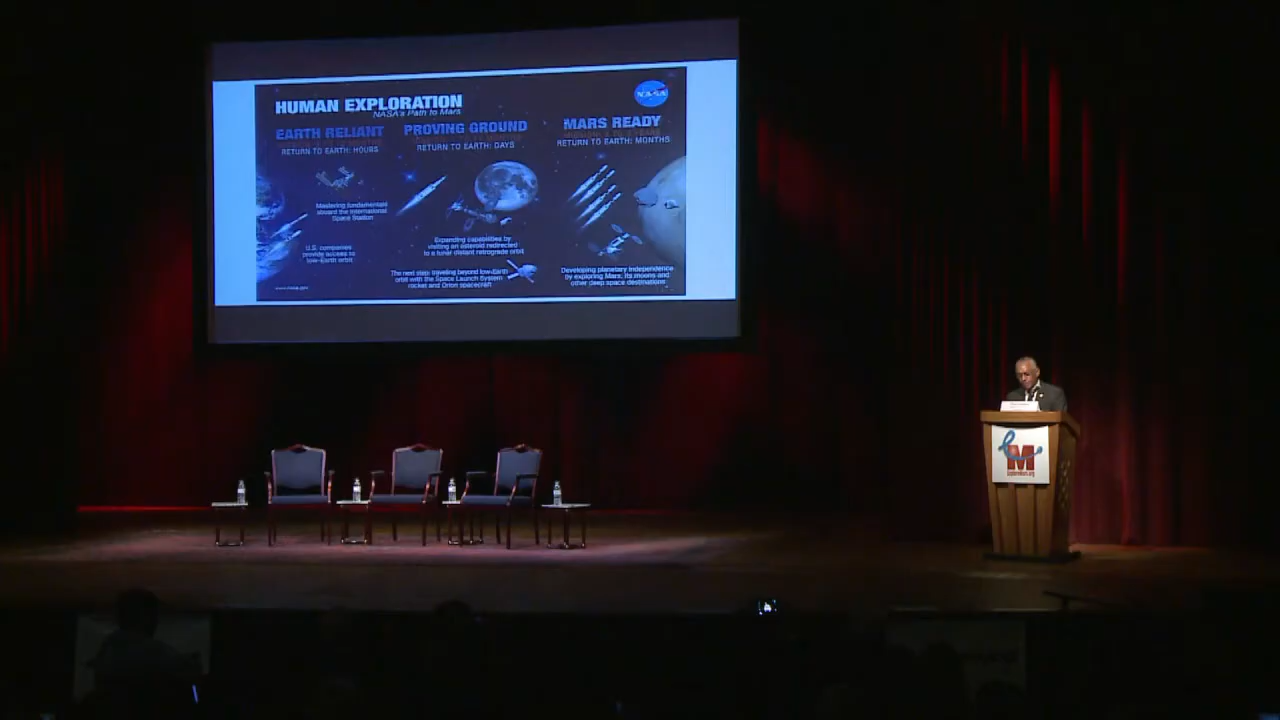 HUMAN EXPLORATION
NASA's Path to Mars
EARTH RELIANT
RETURN TO EARTH: HOURS
PROVING GROUND
RETURN TO EARTH: DAYS
MARS READY
RETURN TO EARTH: MONTHS
NASA
Mastering fundamentals
aboard the International
Space Station
U.S. companies
provide access to
low-Earth orbit
Expanding capabilities by
visiting an asteroid redirected
to a lunar distant retrograde orbit
The next step: traveling beyond low-Earth
orbit with the Space Launch System
rocket and Orion spacecraft
Developing planetary independence
by exploring Mars, its moons and
other deep space destinations
www.nasa.gov
M